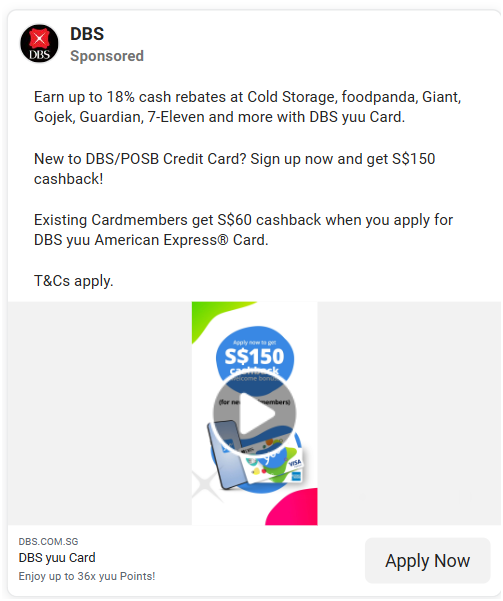 DBS
DBS
Sponsored
Earn up to 18% cash rebates at Cold Storage, foodpanda, Giant,
Gojek, Guardian, 7-Eleven and more with DBS yuu Card.
New to DBS/POSB Credit Card? Sign up now and get S$150
cashback!
Existing Cardmembers get S$60 cashback when you apply for
DBS yuu American Express® Card.
T&Cs apply.
Apply now to get
S$150
cashback
(for new members)
VISA
DBS.COM.SG
DBS yuu Card
Enjoy up to 36x yuu Points!
Apply Now